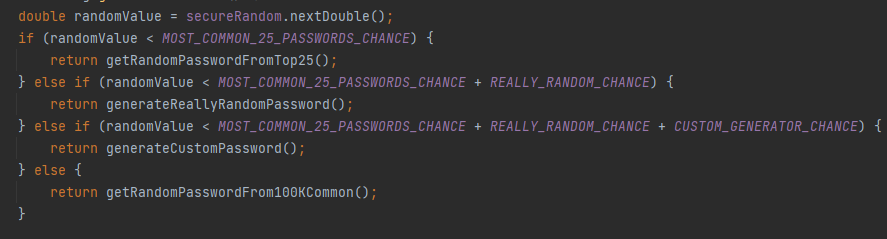 double randomValue = secureRandom.nextDouble();
if (randomValue < MOST_COMMON_25_PASSWORDS_CHANCE) {
return getRandomPasswordFromTop25();
} else if (randomValue < MOST_COMMON_25_PASSWORDS_CHANCE + REALLY_RANDOM_CHANCE) {
return generateReallyRandomPassword();
} else if (randomValue < MOST_COMMON_25_PASSWORDS_CHANCE + REALLY_RANDOM_CHANCE + CUSTOM_GENERATOR_CHANCE) {
return generateCustomPassword();
} else {
return getRandomPasswordFrom100KCommon();
}